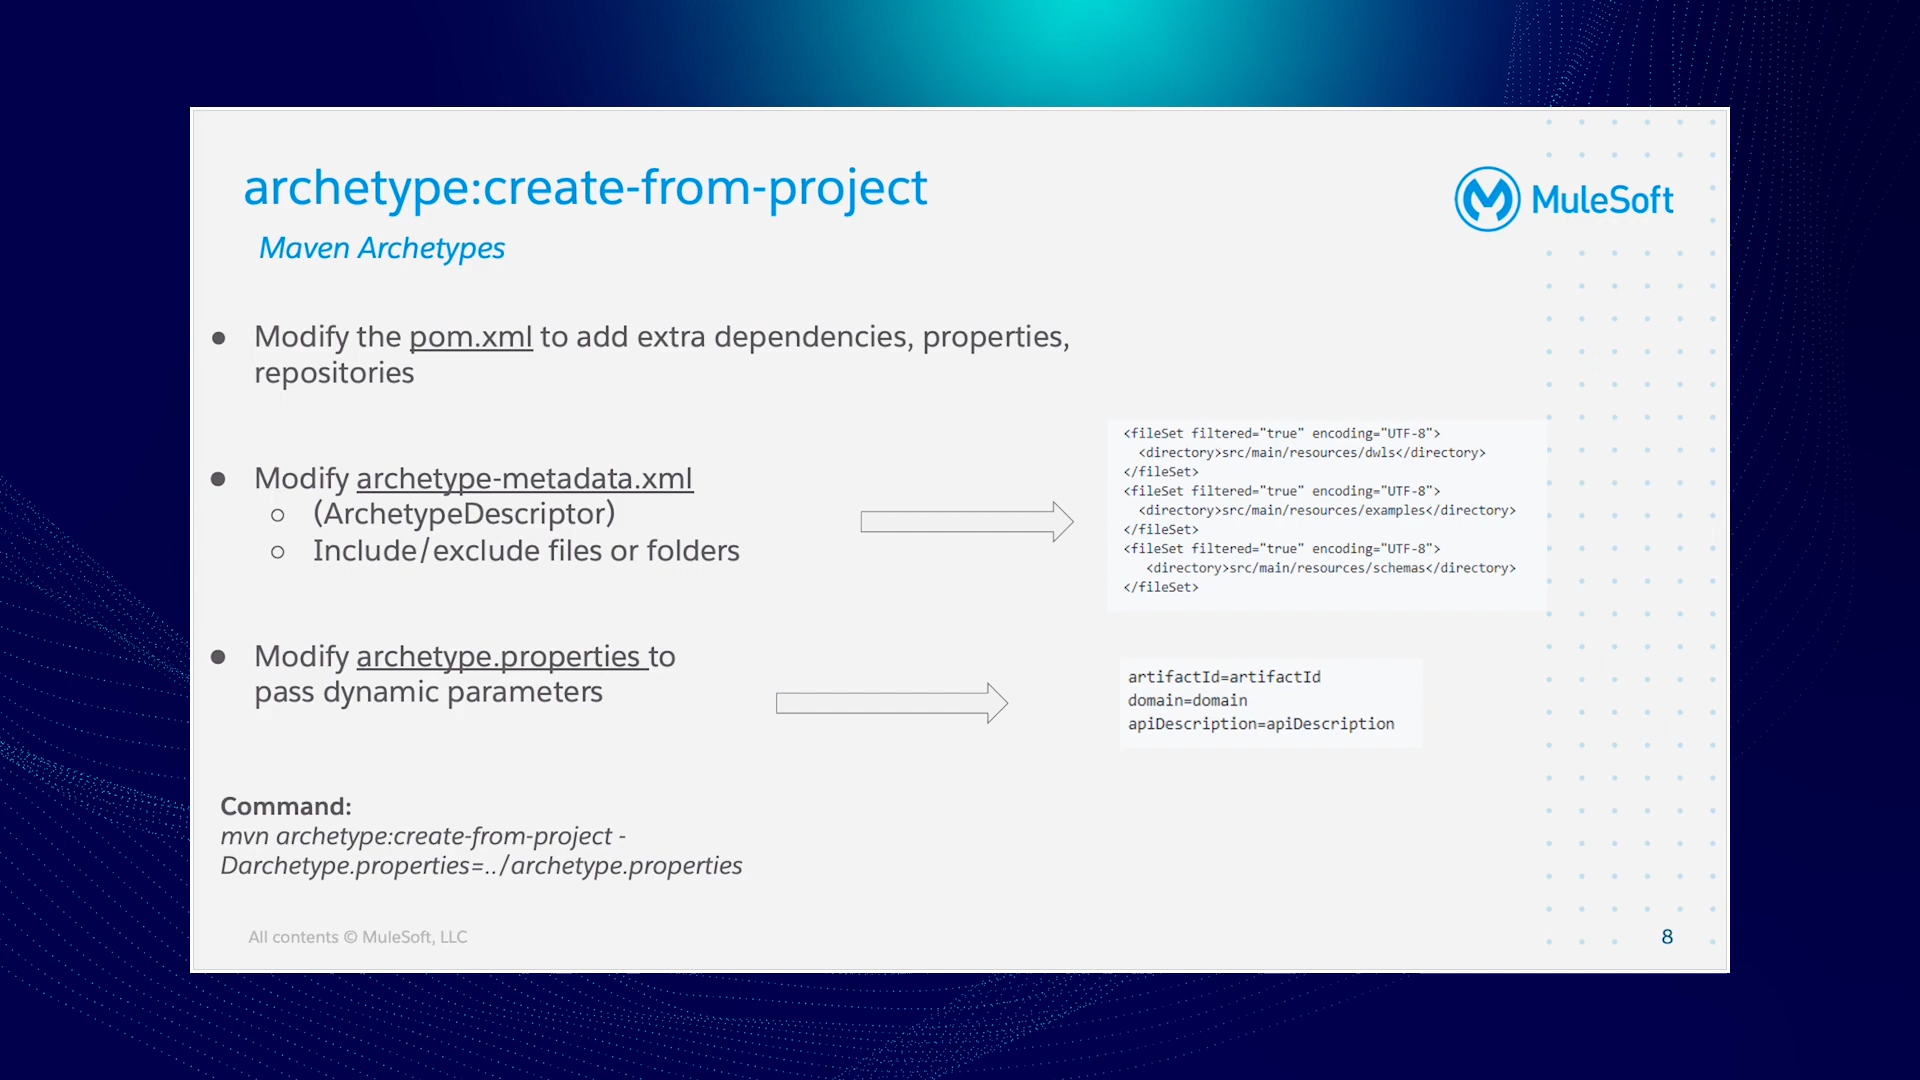 archetype:create-from-project
MuleSoft
Maven Archetypes
● Modify the pom.xml to add extra dependencies, properties,
repositories
● Modify archetype-metadata.xml
○ (ArchetypeDescriptor)
○ Include/exclude files or folders
<fileSet filtered="true" encoding="UTF-8">
<directory>src/main/resources/dwls</directory>
</fileSet>
<fileSet filtered="true" encoding="UTF-8">
<directory>src/main/resources/examples</directory>
</fileSet>
<fileSet filtered="true" encoding="UTF-8">
<directory>src/main/resources/schemas</directory>
</fileSet>
● Modify archetype.properties to
pass dynamic parameters
artifactId=artifactId
domain=domain
apiDescription=apiDescription
Command:
mvn archetype:create-from-project -
Darchetype.properties=../archetype.properties
All contents © MuleSoft, LLC
8